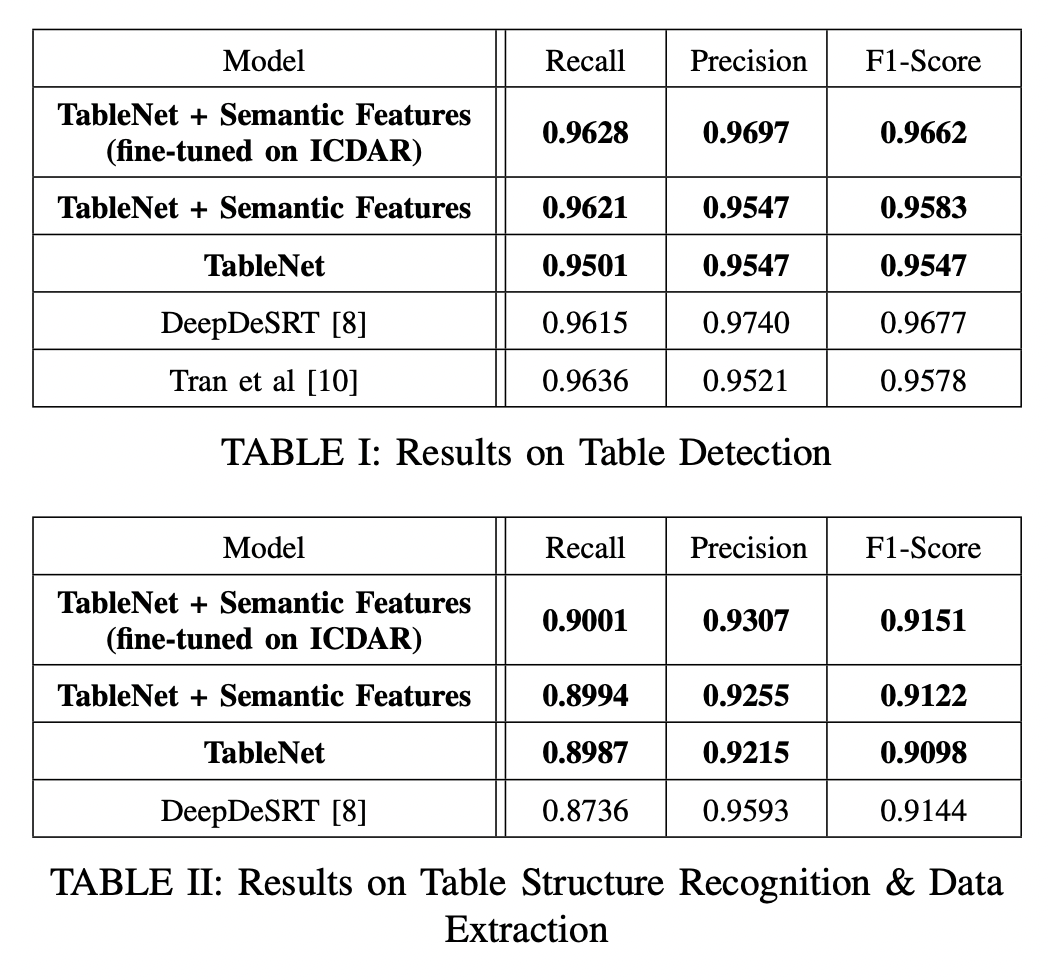 Model Recall Precision F1-Score
TableNet + Semantic Features
(fine-tuned on ICDAR) 0.9628 0.9697 0.9662
TableNet + Semantic Features 0.9621 0.9547 0.9583
TableNet 0.9501 0.9547 0.9547
DeepDeSRT [8] 0.9615 0.9740 0.9677
Tran et al [10] 0.9636 0.9521 0.9578
TABLE I: Results on Table Detection
Model Recall Precision F1-Score
TableNet + Semantic Features
(fine-tuned on ICDAR) 0.9001 0.9307 0.9151
TableNet + Semantic Features 0.8994 0.9255 0.9122
TableNet 0.8987 0.9215 0.9098
DeepDeSRT [8] 0.8736 0.9593 0.9144
TABLE II: Results on Table Structure Recognition & Data
Extraction